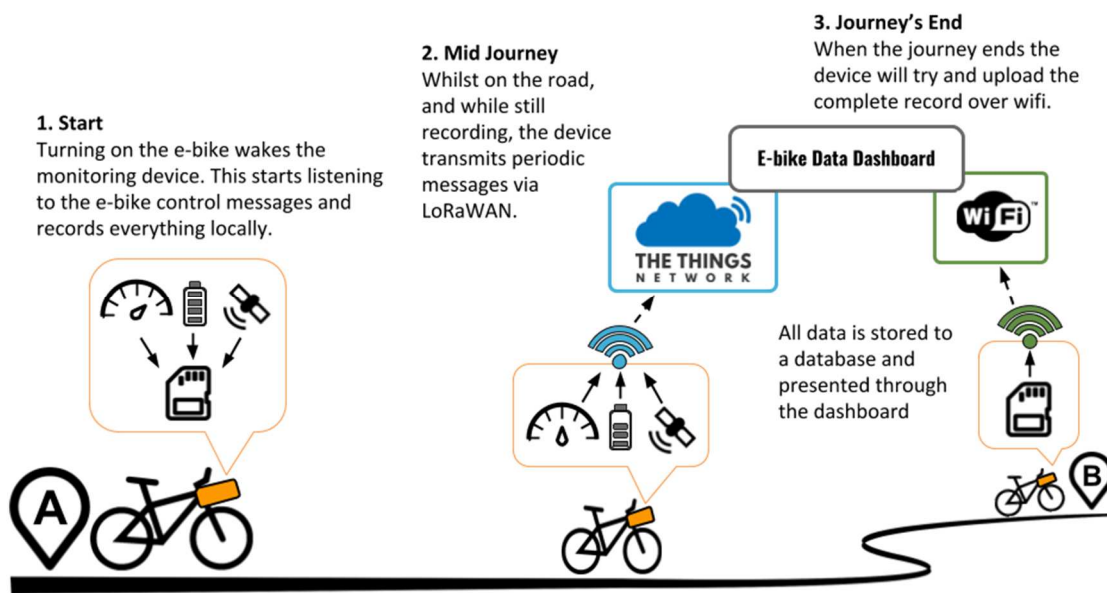 1. Start
Turning on the e-bike wakes the
monitoring device. This starts listening
to the e-bike control messages and
records everything locally.
A
2. Mid Journey
Whilst on the road,
and while still
recording, the device
transmits periodic
messages via
LoRaWAN.
3. Journey's End
When the journey ends the
device will try and upload the
complete record over wifi.
E-bike Data Dashboard
THE THINGS
NETWORK
WiFi™
All data is stored to
a database and
presented through
the dashboard
B